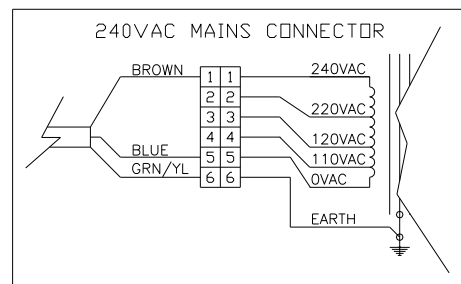 240VAC MAINS CONNECTOR
BROWN 1 1 240VAC
2 2 220VAC
3 3 120VAC
4 4 110VAC
BLUE 5 5 0VAC
GRN/YL 6 6
EARTH